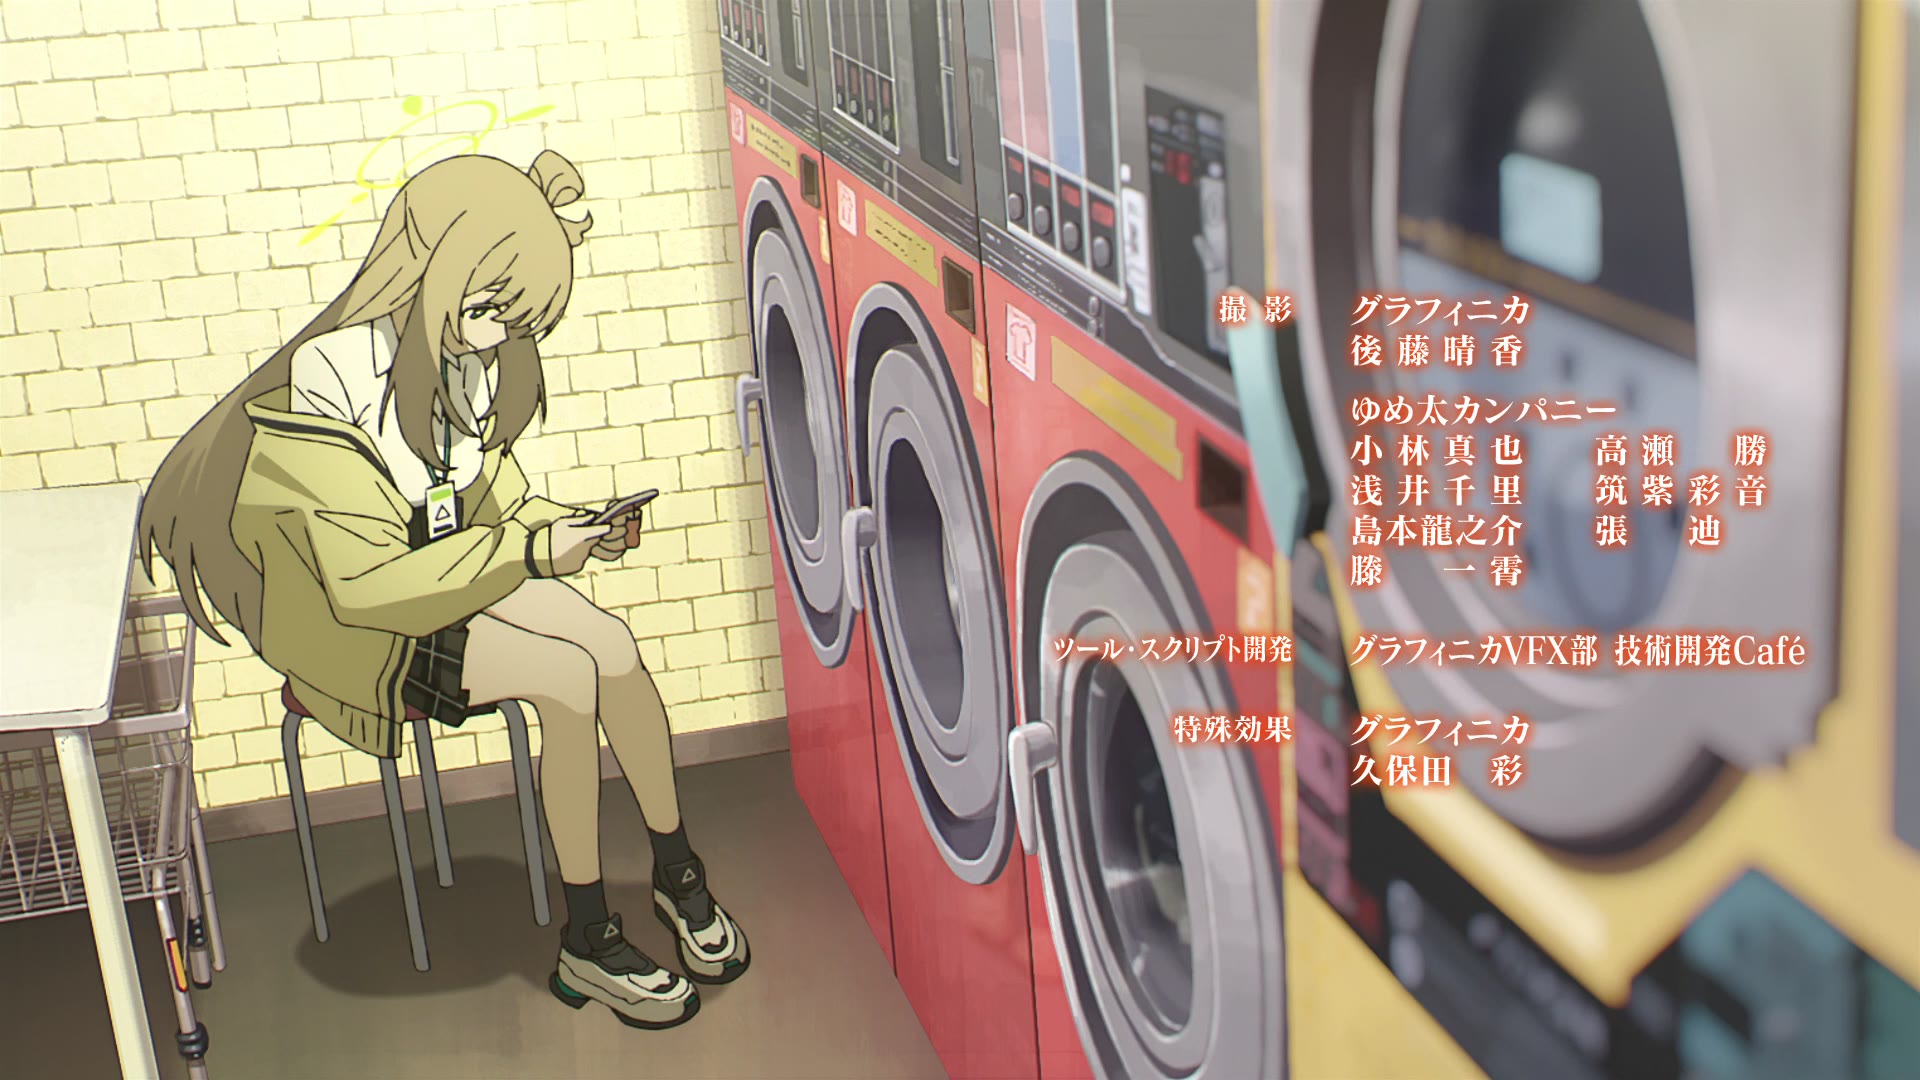 撮影 グラフィニカ
後藤晴香
ゆめ太カンパニー
小林真也 高瀬勝
浅井千里 筑紫彩音
島本龍之介 張迪
滕一霄
ツール・スクリプト開発 グラフィニカVFX部 技術開発Café
特殊効果 グラフィニカ
久保田彩